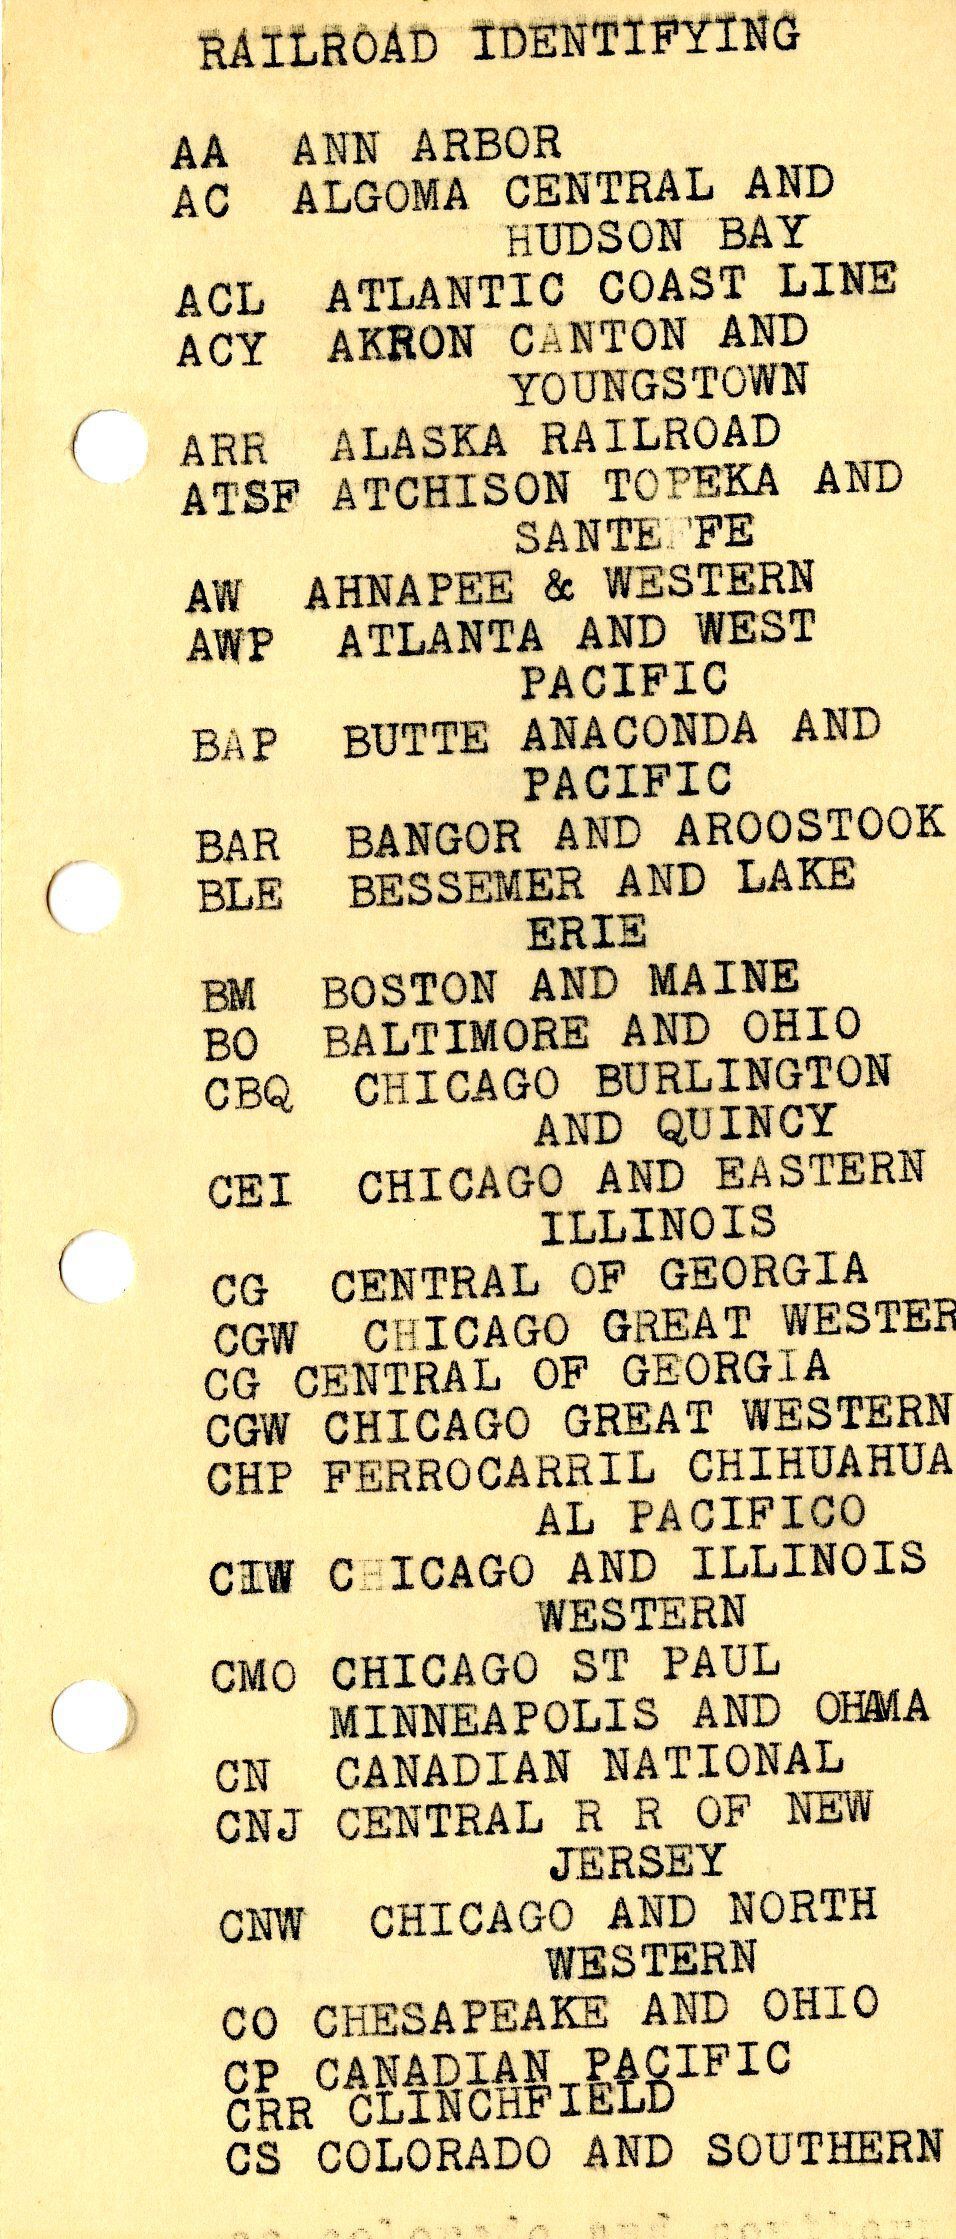 RAILROAD IDENTIFYING
AA ANN ARBOR
AC ALGOMA CENTRAL AND
HUDSON BAY
ACL ATLANTIC COAST LINE
ACY AKRON CANTON AND
YOUNGSTOWN
ARR ALASKA RAILROAD
ATSF ATCHISON TOPEKA AND
SANTE FE
AW AHNAPEE & WESTERN
AWP ATLANTA AND WEST
PACIFIC
BAP BUTTE ANACONDA AND
PACIFIC
BAR BANGOR AND AROOSTOOK
BLE BESSEMER AND LAKE
ERIE
BM BOSTON AND MAINE
BO BALTIMORE AND OHIO
CBQ CHICAGO BURLINGTON
AND QUINCY
CEI CHICAGO AND EASTERN
ILLINOIS
CG CENTRAL OF GEORGIA
CGW CHICAGO GREAT WESTER
CG CENTRAL OF GEORGIA
CGW CHICAGO GREAT WESTERN
CHP FERROCARRIL CHIHUAHUA
AL PACIFICO
CIW CHICAGO AND ILLINOIS
WESTERN
CMO CHICAGO ST PAUL
MINNEAPOLIS AND OHAMA
CN CANADIAN NATIONAL
CNJ CENTRAL R R OF NEW
JERSEY
CNW CHICAGO AND NORTH
WESTERN
CO CHESAPEAKE AND OHIO
CP CANADIAN PACIFIC
CRR CLINCHFIELD
CS COLORADO AND SOUTHERN